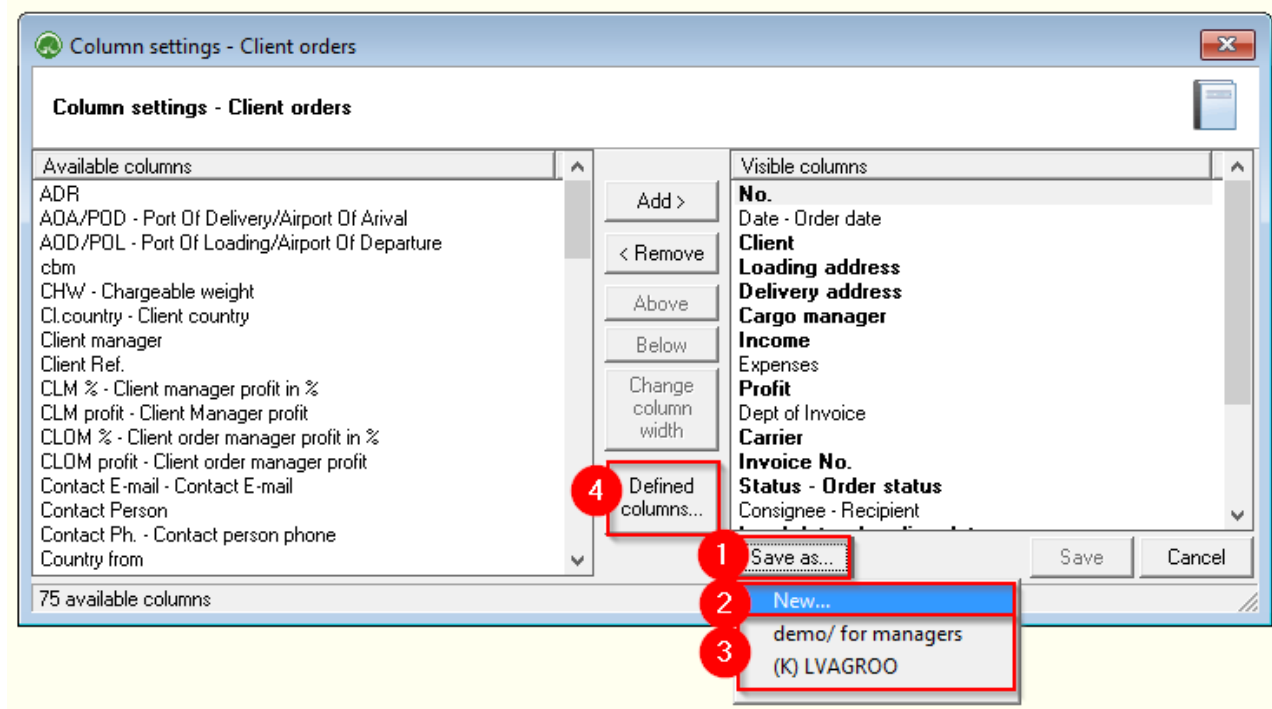 Column settings - Client orders
Column settings - Client orders
Available columns
ADR
AOA/POD - Port Of Delivery/Airport Of Arival
AOD/POL - Port Of Loading/Airport Of Departure
cbm
CHW - Chargeable weight
Cl.country - Client country
Client manager
Client Ref.
CLM % - Client manager profit in %
CLM profit - Client Manager profit
CLOM % - Client order manager profit in %
CLOM profit - Client order manager profit
Contact E-mail - Contact E-mail
Contact Person
Contact Ph. - Contact person phone
Country from
75 available columns
Add >
< Remove
Above
Below
Change
column
width
4
Defined
columns...
Visible columns
No.
Date - Order date
Client
Loading address
Delivery address
Cargo manager
Income
Expenses
Profit
Dept of Invoice
Carrier
Invoice No.
Status - Order status
Consignee - Recipient
1
Save as...
Save
Cancel
2
New...
3
demo/ for managers
(K) LVAGROO